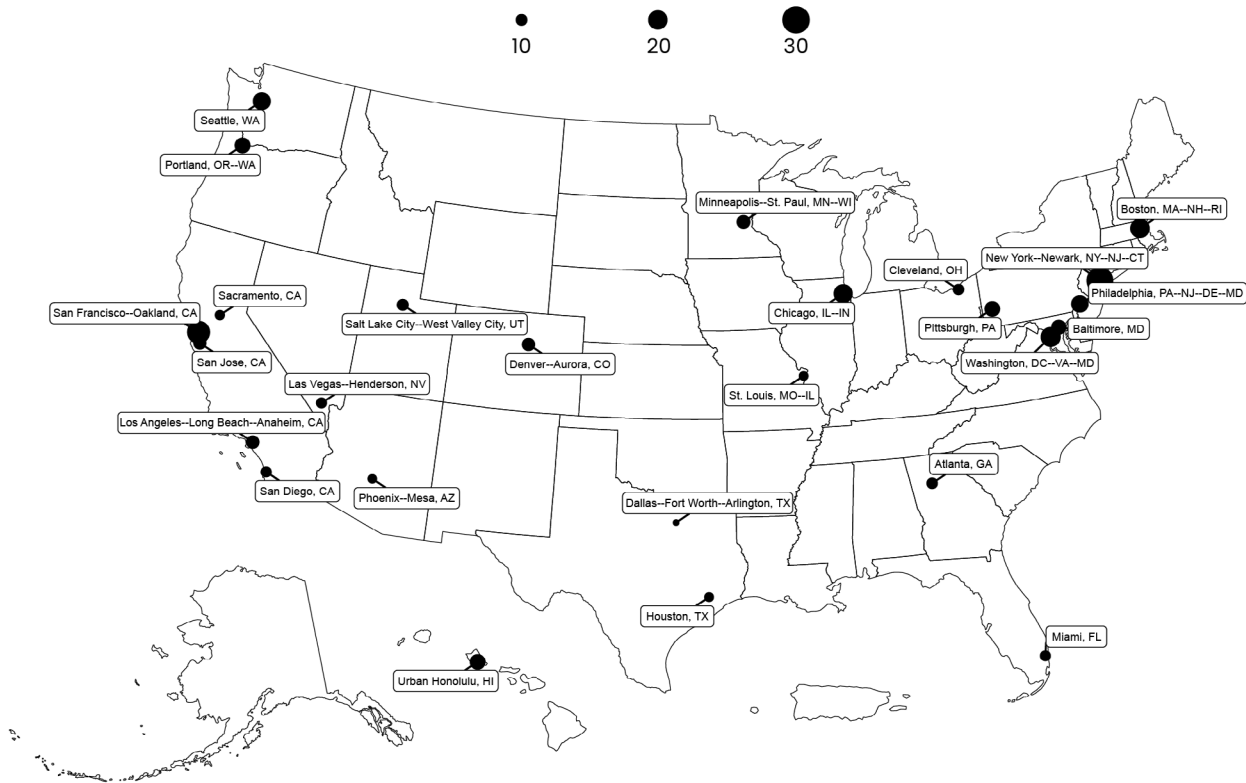 10 20 30
Seattle, WA
Portland, OR--WA
Minneapolis--St. Paul, MN--WI
Boston, MA--NH--RI
New York--Newark, NY--NJ--CT
Cleveland, OH
Philadelphia, PA--NJ--DE--MD
Sacramento, CA
San Francisco--Oakland, CA
Chicago, IL--IN
Salt Lake City--West Valley City, UT
Pittsburgh, PA
Baltimore, MD
San Jose, CA
Denver--Aurora, CO
Washington, DC--VA--MD
Las Vegas--Henderson, NV
St. Louis, MO--IL
Los Angeles--Long Beach--Anaheim, CA
Atlanta, GA
San Diego, CA
Phoenix--Mesa, AZ
Dallas--Fort Worth--Arlington, TX
Houston, TX
Miami, FL
Urban Honolulu, HI